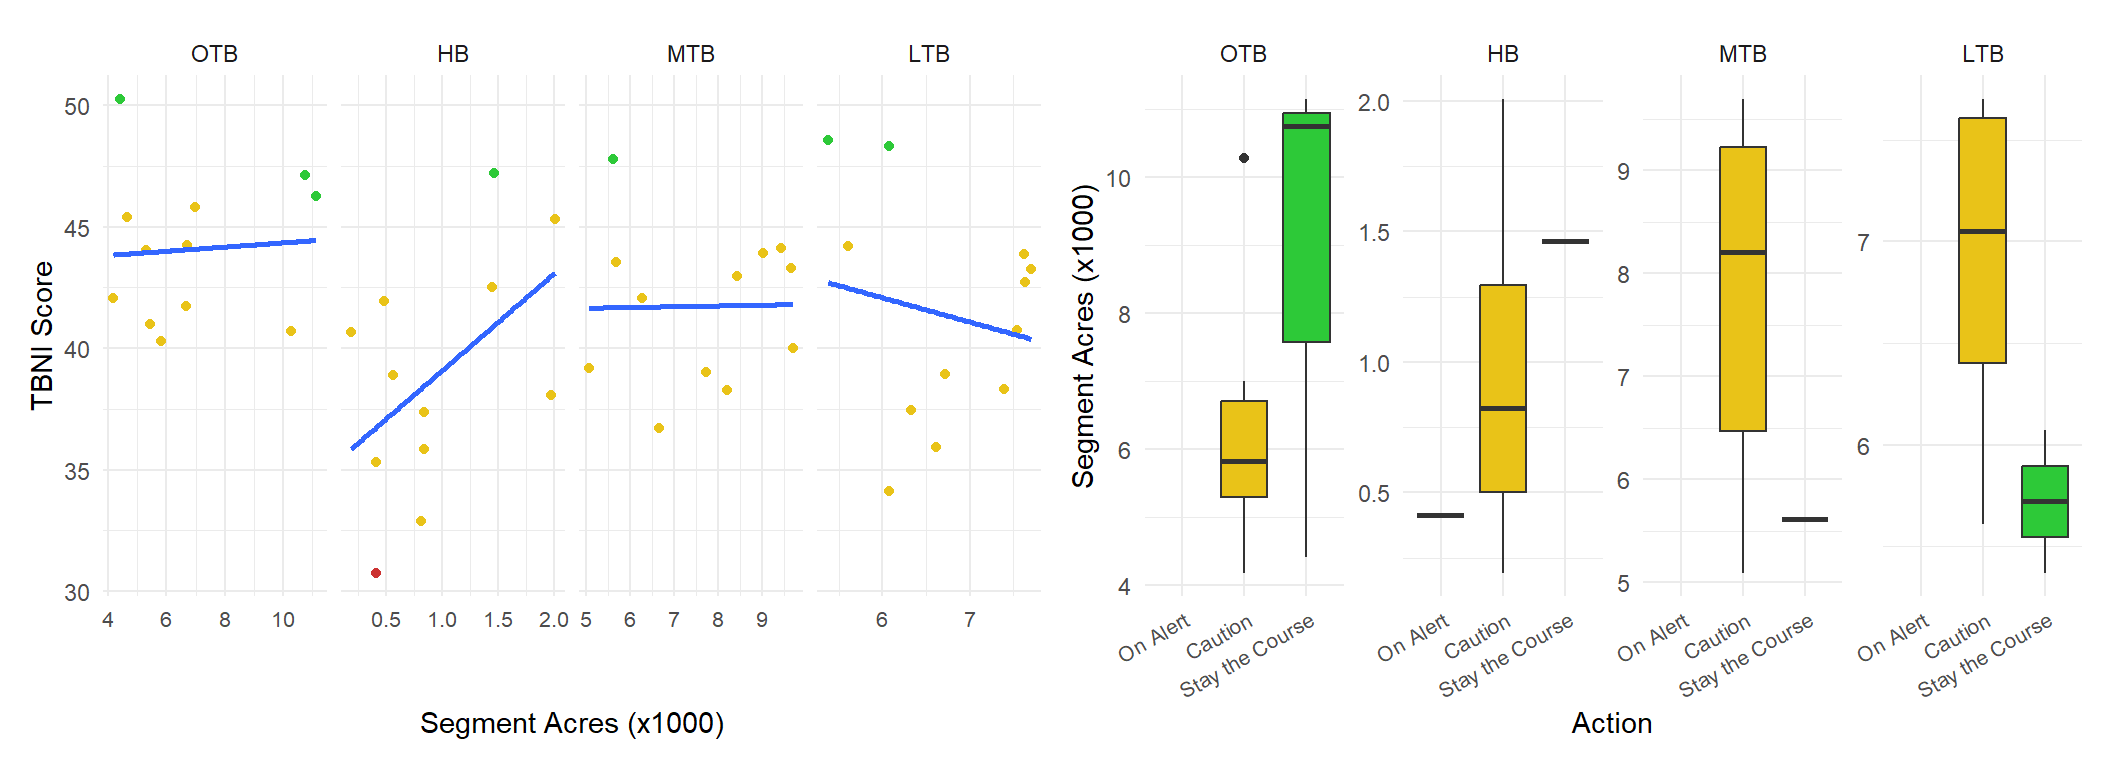 OTB HB MTB LTB
50
45
40
35
30
TBNI Score
4 6 8 10
0.5 1.0 1.5 2.0
5 6 7 8 9
6 7
Segment Acres (x1000)
OTB HB MTB LTB
Segment Acres (x1000)
10
8
6
4
2.0
1.5
1.0
0.5
9
8
7
6
5
7
6
On Alert Caution Stay the Course
On Alert Caution Stay the Course
On Alert Caution Stay the Course
On Alert Caution Stay the Course
Action